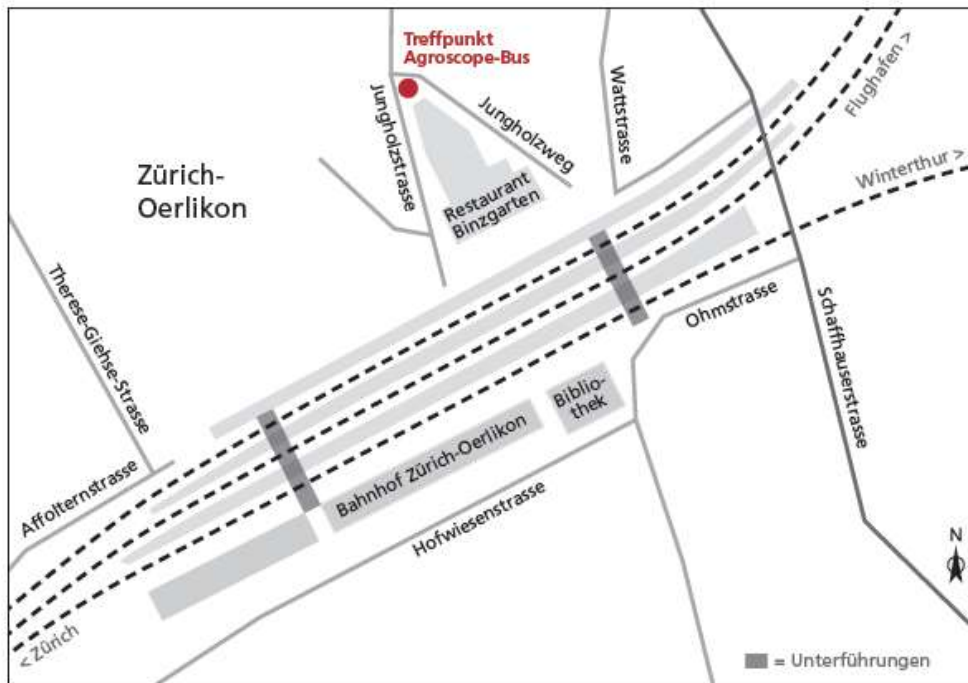 Treffpunkt
Agroscope-Bus
Flughafen >
Wattstrasse
Jungholzstrasse
Jungholzweg
Winterthur >
Zürich-
Oerlikon
Restaurant
Binzgarten
Therese-Giehse-Strasse
Ohmstrasse
Schaffhauserstrasse
Biblio-
thek
Bahnhof Zürich-Oerlikon
Affolternstrasse
Hofwiesenstrasse
N
< Zürich
= Unterführungen